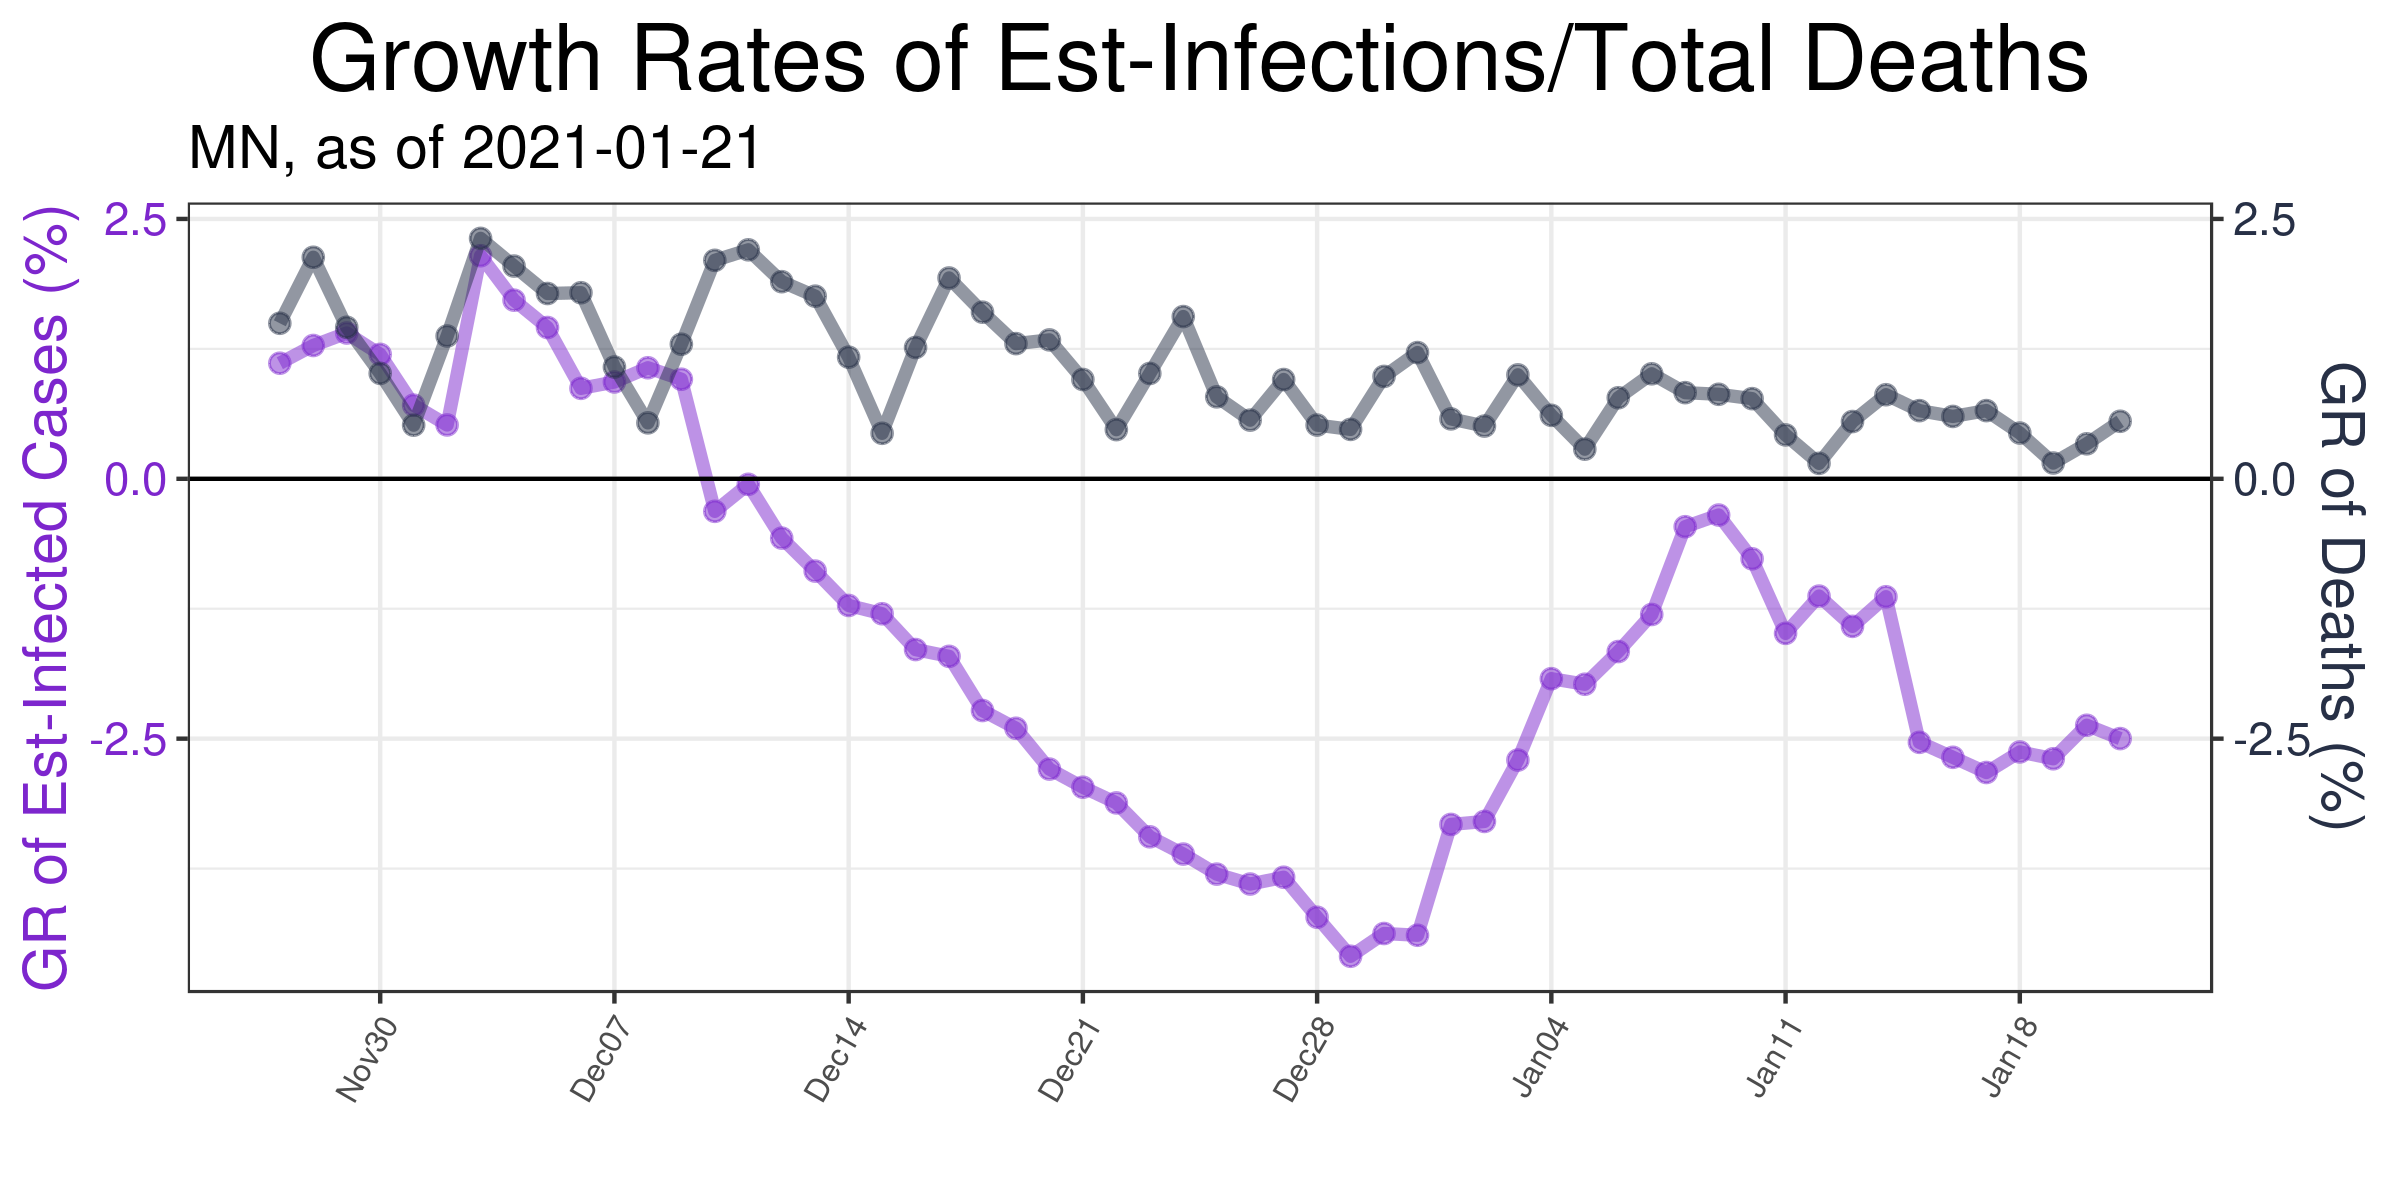 Growth Rates of Est-Infections/Total Deaths
MN, as of 2021-01-21
GR of Est-Infected Cases (%)
2.5
0.0
-2.5
2.5
0.0
-2.5
GR of Deaths (%)
Nov30
Dec07
Dec14
Dec21
Dec28
Jan04
Jan11
Jan18